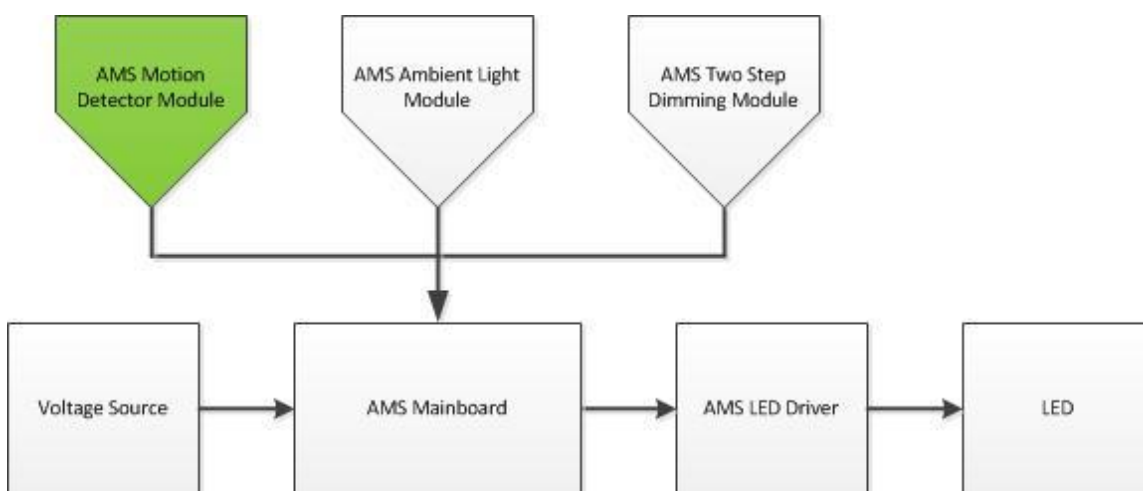 AMS Motion
Detector Module
AMS Ambient Light
Module
AMS Two Step
Dimming Module
Voltage Source
AMS Mainboard
AMS LED Driver
LED